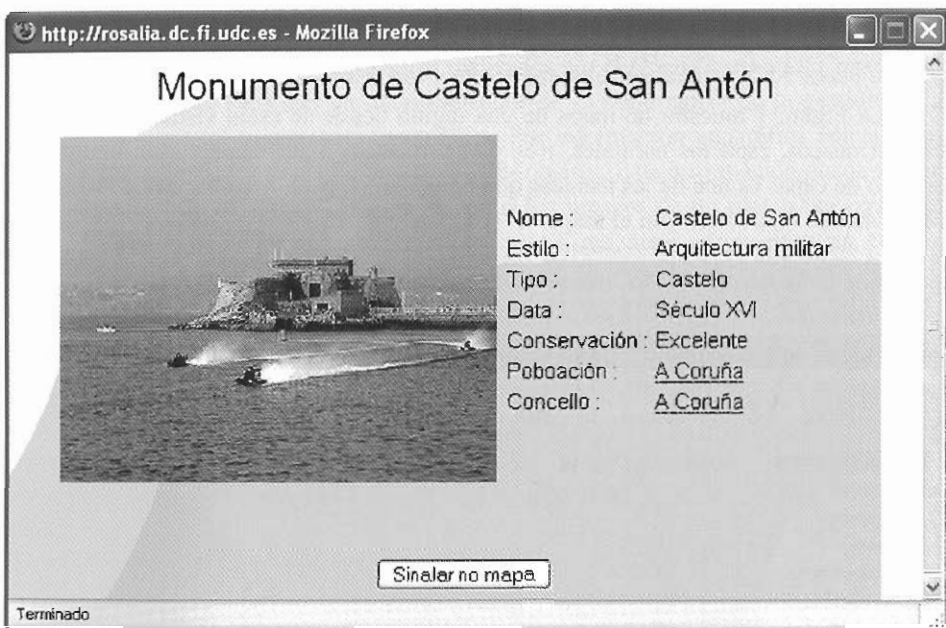 http://rosalia.dc.fi.udc.es - Mozilla Firefox
Monumento de Castelo de San Antón
Nome : Castelo de San Antón
Estilo : Arquitectura militar
Tipo : Castelo
Data : Século XVI
Conservación : Excelente
Poboación : A Coruña
Concello : A Coruña
Sinalar no mapa
Terminado